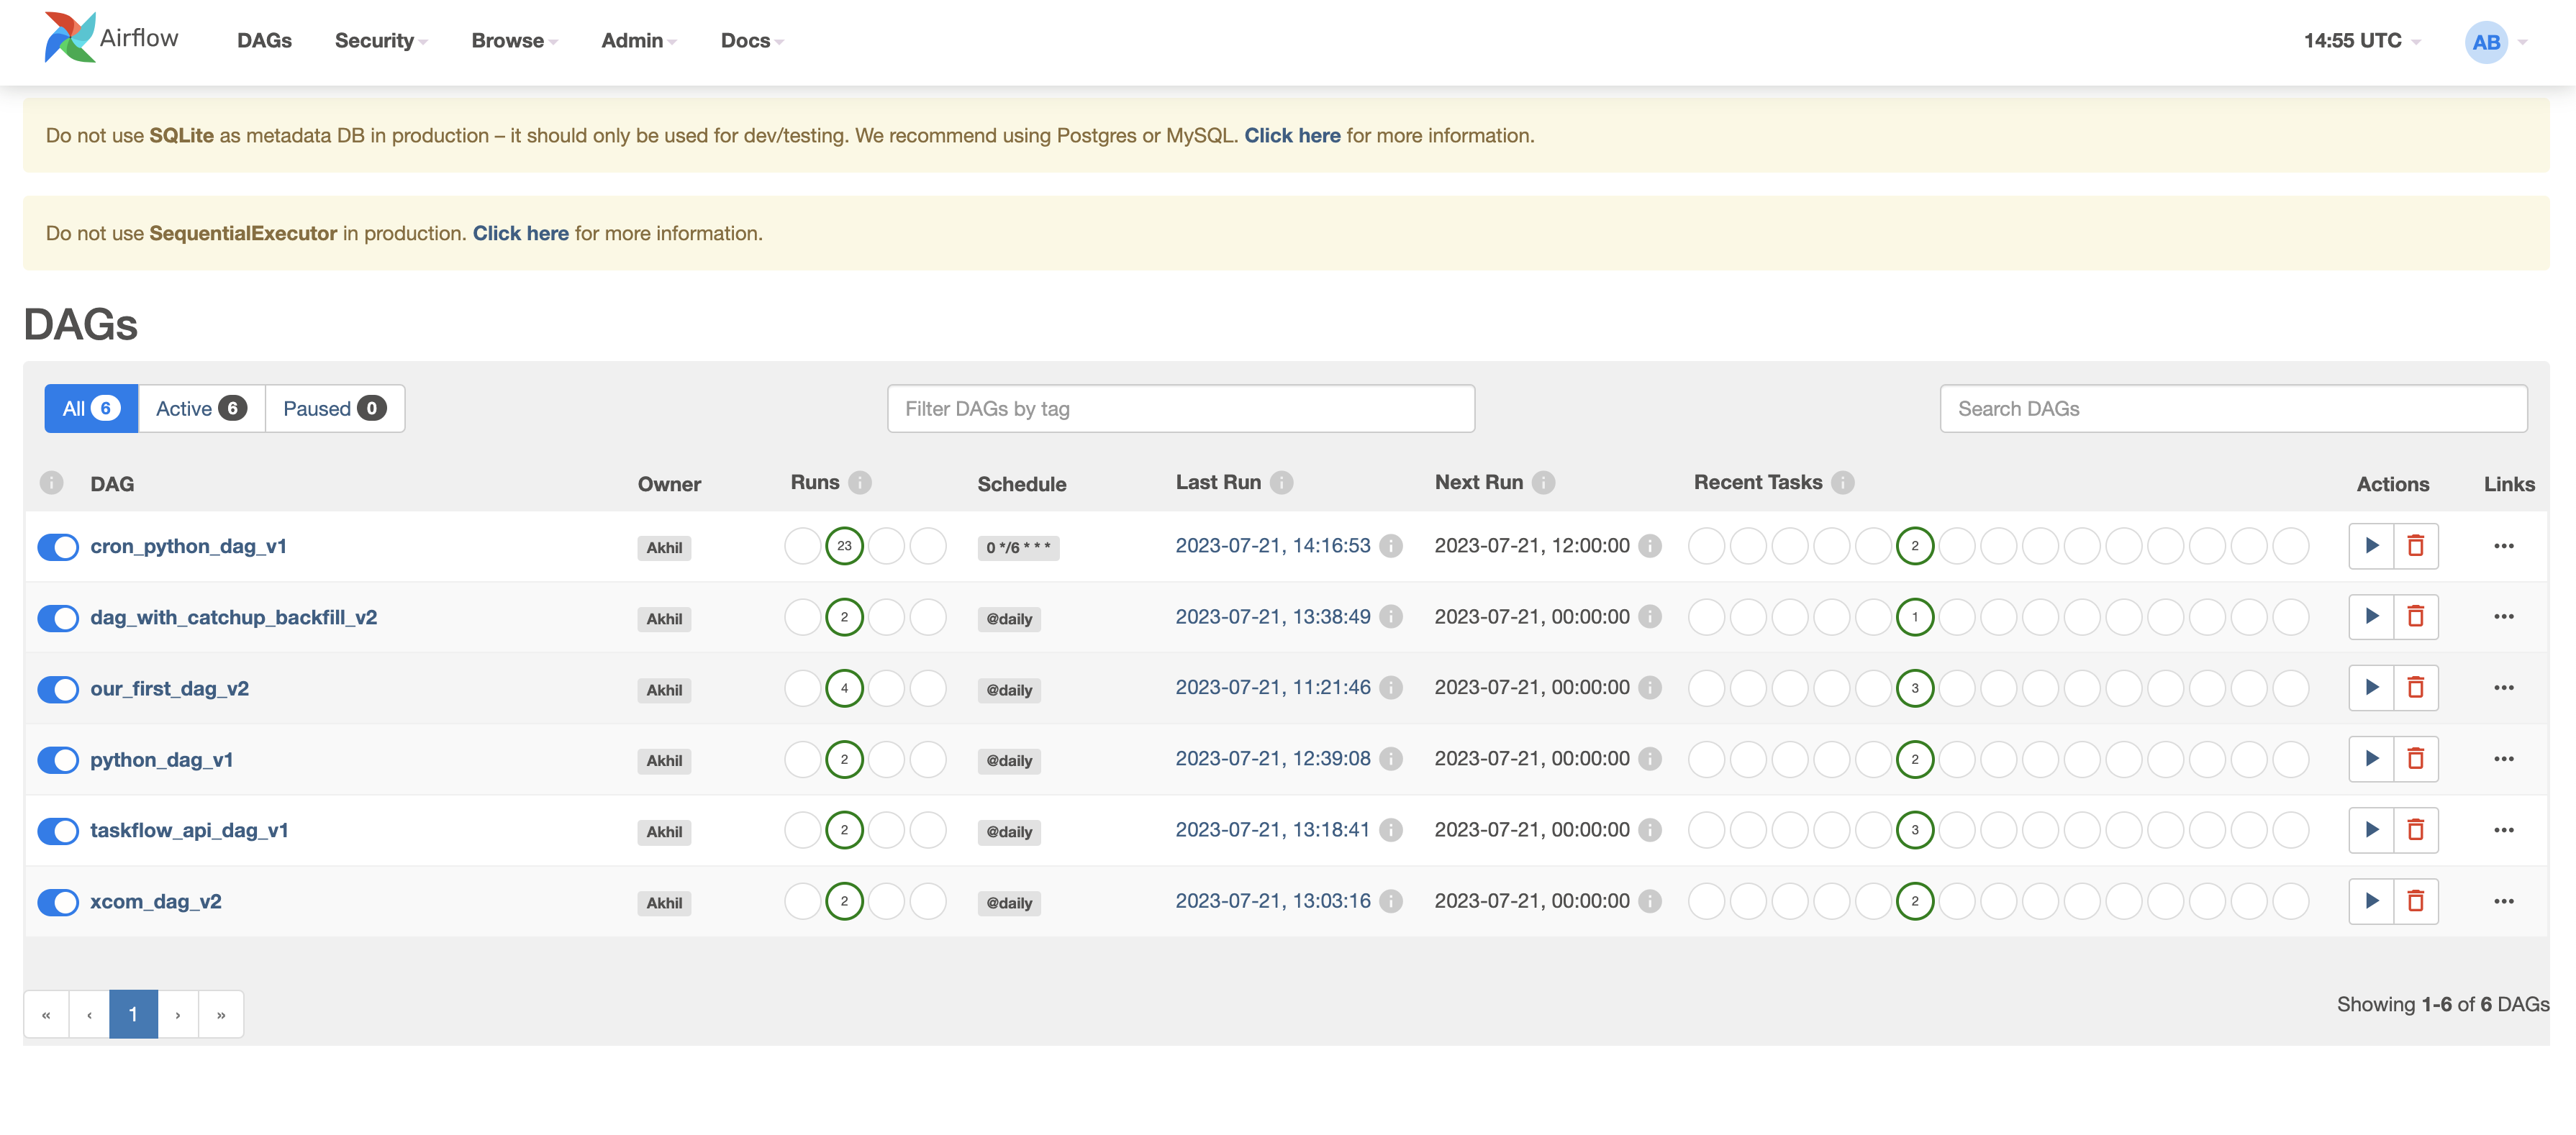 Airflow DAGs Security Browse Admin Docs 14:55 UTC AB
Do not use SQLite as metadata DB in production – it should only be used for dev/testing. We recommend using Postgres or MySQL. Click here for more information.
Do not use SequentialExecutor in production. Click here for more information.
DAGs
All 6 Active 6 Paused 0 Filter DAGs by tag Search DAGs
i DAG Owner Runs i Schedule Last Run i Next Run i Recent Tasks i Actions Links
cron_python_dag_v1 Akhil 23 0 */6 * * * 2023-07-21, 14:16:53 i 2023-07-21, 12:00:00 i 2 ...
dag_with_catchup_backfill_v2 Akhil 2 @daily 2023-07-21, 13:38:49 i 2023-07-21, 00:00:00 i 1 ...
our_first_dag_v2 Akhil 4 @daily 2023-07-21, 11:21:46 i 2023-07-21, 00:00:00 i 3 ...
python_dag_v1 Akhil 2 @daily 2023-07-21, 12:39:08 i 2023-07-21, 00:00:00 i 2 ...
taskflow_api_dag_v1 Akhil 2 @daily 2023-07-21, 13:18:41 i 2023-07-21, 00:00:00 i 3 ...
xcom_dag_v2 Akhil 2 @daily 2023-07-21, 13:03:16 i 2023-07-21, 00:00:00 i 2 ...
« ‹ 1 › » Showing 1-6 of 6 DAGs